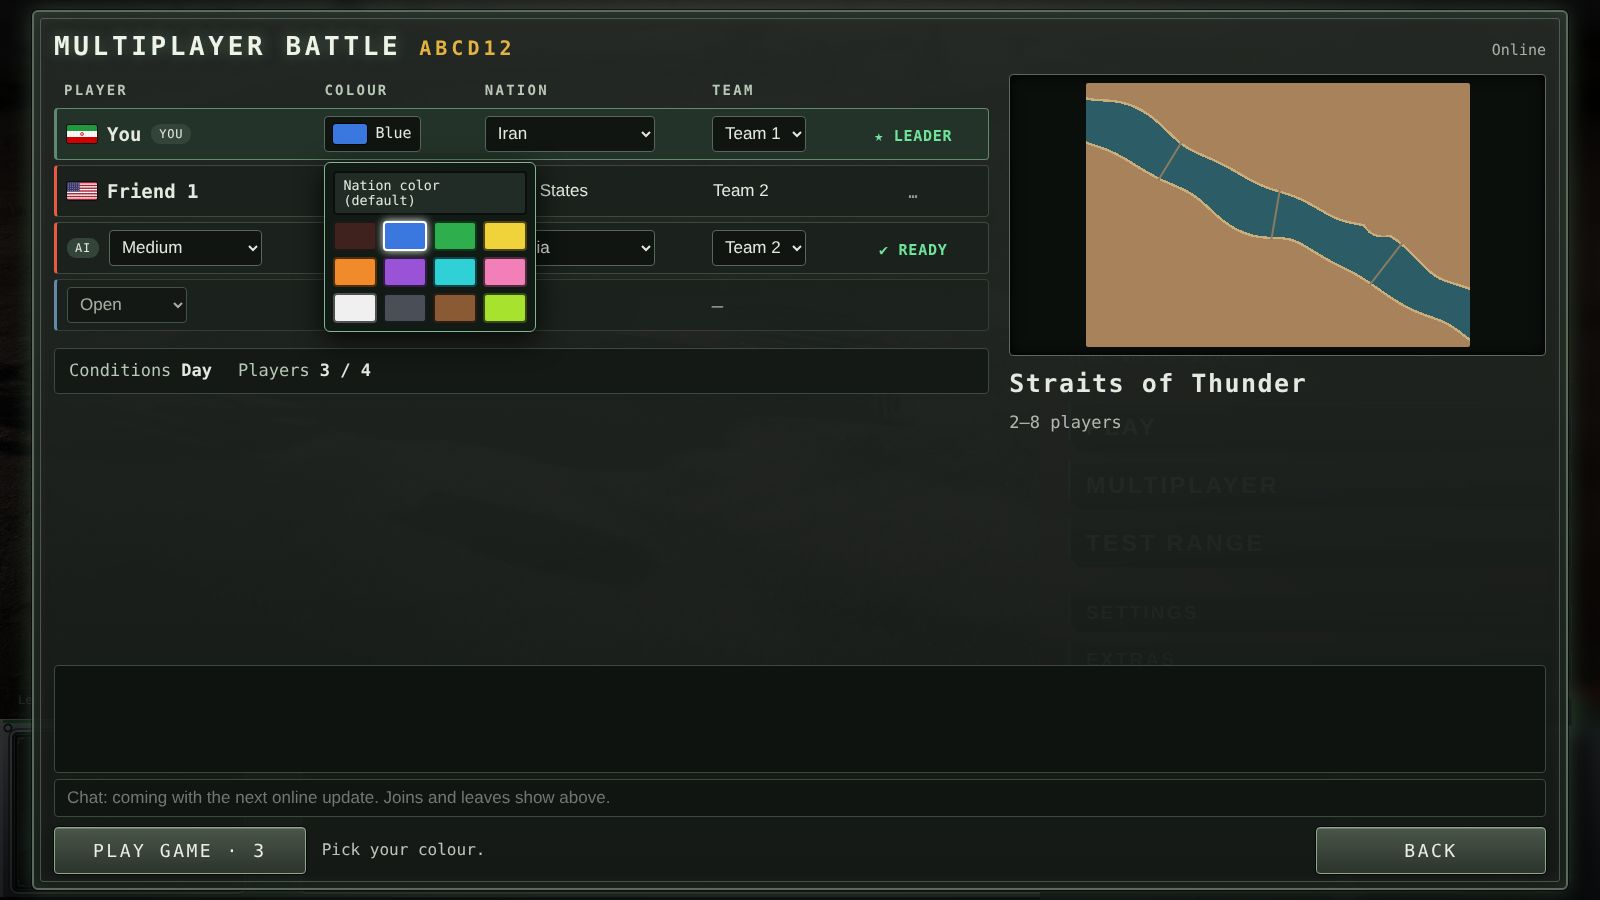 MULTIPLAYER BATTLE ABCD12
Online
PLAYER COLOUR NATION TEAM
You YOU Blue Iran Team 1 ★ LEADER
Nation color
(default)
Friend 1 States Team 2 …
AI Medium ia Team 2 ✔ READY
Open —
Conditions Day Players 3 / 4
Straits of Thunder
2–8 players
PLAY
MULTIPLAYER
TEST RANGE
SETTINGS
EXTRAS
Le
Chat: coming with the next online update. Joins and leaves show above.
PLAY GAME · 3 Pick your colour. BACK